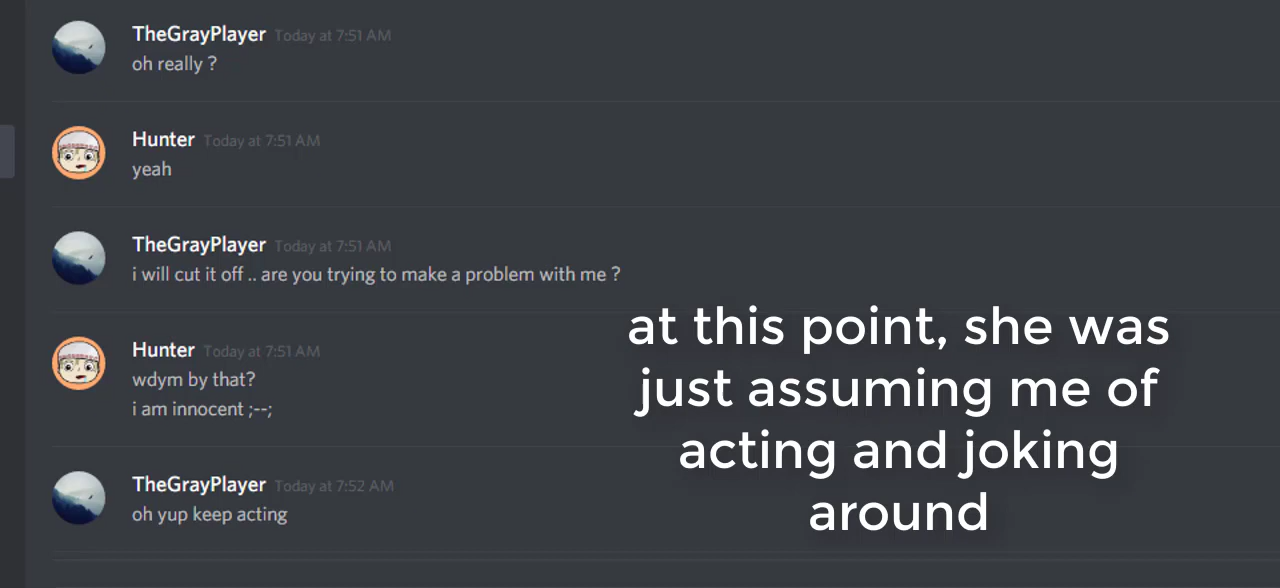 TheGrayPlayer Today at 7:51 AM
oh really ?
Hunter Today at 7:51 AM
yeah
TheGrayPlayer Today at 7:51 AM
i will cut it off .. are you trying to make a problem with me ?
Hunter Today at 7:51 AM
wdym by that?
i am innocent ;--;
TheGrayPlayer Today at 7:52 AM
oh yup keep acting
at this point, she was
just assuming me of
acting and joking
around